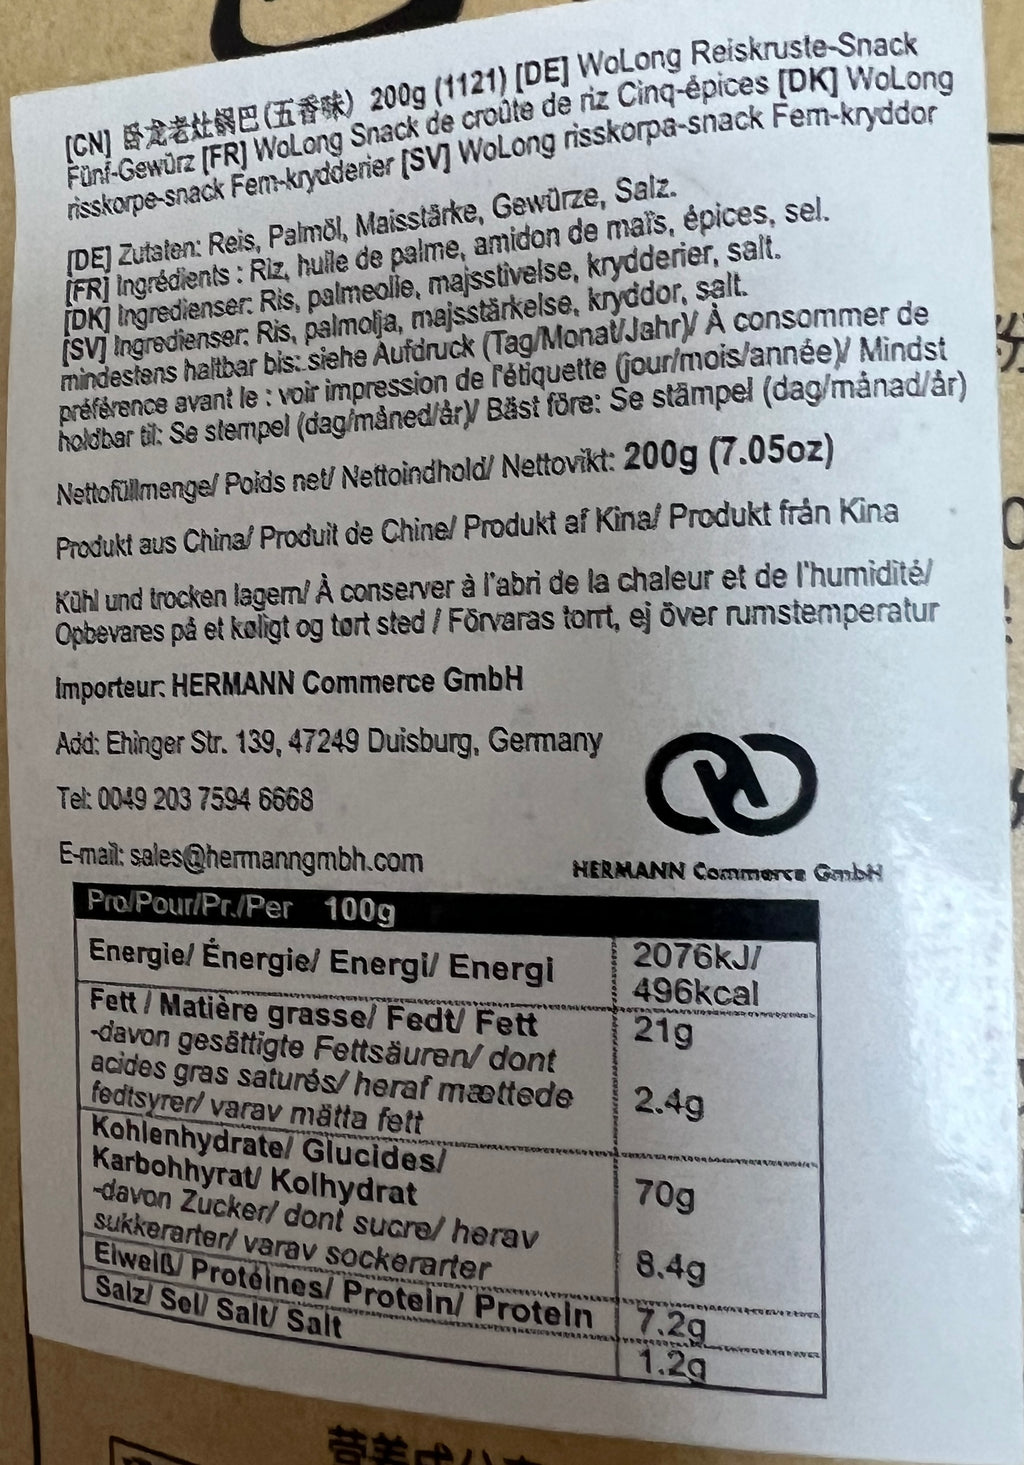 [CN] 卧龙老灶锅巴(五香味) 200g (1121) [DE] WoLong Reiskruste-Snack
Fünf-Gewürz [FR] WoLong Snack de croûte de riz Cinq-épices [DK] WoLong
risskorpe-snack Fem-krydderier [SV] WoLong risskorpa-snack Fem-kryddor
[DE] Zutaten: Reis, Palmöl, Maisstärke, Gewürze, Salz.
[FR] Ingrédients : Riz, huile de palme, amidon de maïs, épices, sel.
[DK] Ingredienser: Ris, palmeolie, majsstivelse, krydderier, salt.
[SV] Ingredienser: Ris, palmolja, majsstärkelse, kryddor, salt.
mindestens haltbar bis: siehe Aufdruck (Tag/Monat/Jahr)/ À consommer de
préférence avant le : voir impression de l'étiquette (jour/mois/année)/ Mindst
holdbar til: Se stempel (dag/måned/år)/ Bäst före: Se stämpel (dag/månad/år)
Nettofüllmenge/ Poids net/ Nettoindhold/ Nettovikt: 200g (7.05oz)
Produkt aus China/ Produit de Chine/ Produkt af Kina/ Produkt från Kina
Kühl und trocken lagern/ À conserver à l'abri de la chaleur et de l'humidité/
Opbevares på et køligt og tørt sted / Förvaras torrt, ej över rumstemperatur
Importeur: HERMANN Commerce GmbH
Add: Ehinger Str. 139, 47249 Duisburg, Germany
Tel: 0049 203 7594 6668
E-mail: sales@hermanngmbh.com
HERMANN Commerce GmbH
Pro/Pour/Pr./Per 100g
Energie/ Énergie/ Energi/ Energi 2076kJ/
496kcal
Fett / Matière grasse/ Fedt/ Fett 21g
-davon gesättigte Fettsäuren/ dont
acides gras saturés/ heraf mættede 2.4g
fedtsyrer/ varav mätta fett
Kohlenhydrate/ Glucides/
Karbohhyrat/ Kolhydrat 70g
-davon Zucker/ dont sucre/ herav
sukkerarter/ varav sockerarter 8.4g
Eiweiß/ Protéines/ Protein/ Protein 7.2g
Salz/ Sel/ Salt/ Salt 1.2g